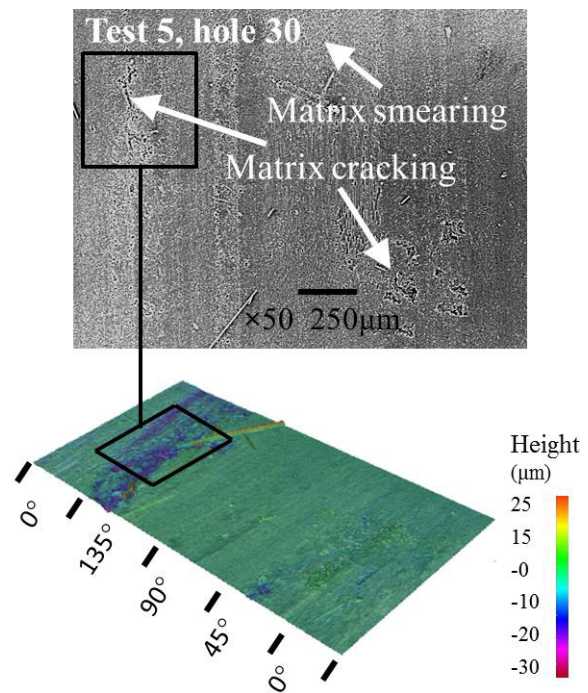 Test 5, hole 30
Matrix smearing
Matrix cracking
×50 250μm
Height
(μm)
25
15
-0
-10
-20
-30
0°
135°
90°
45°
0°